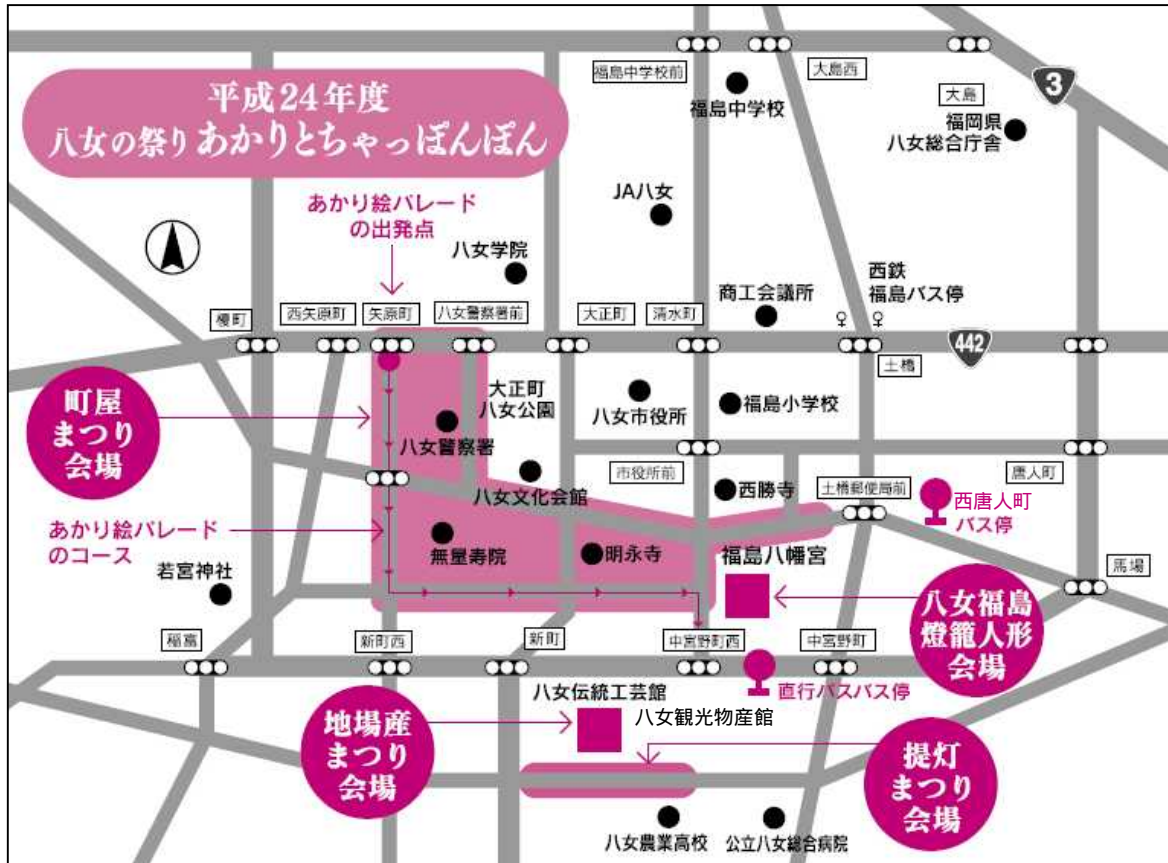 平成24年度
八女の祭り あかりとちゃっぽんぽん
福島中学校前
大島西
3
福島中学校
大島
福岡県
八女総合庁舎
JA八女
あかり絵パレード
の出発点
八女学院
西鉄
福島バス停
商工会議所
榎町
西矢原町
矢原町
八女警察署前
大正町
清水町
442
土橋
町屋
まつり
会場
大正町
八女公園
八女市役所
福島小学校
八女警察署
八女文化会館
市役所前
西勝寺
土橋郵便局前
唐人町
西唐人町
バス停
あかり絵パレード
のコース
無量寿院
明永寺
福島八幡宮
若宮神社
馬場
八女福島
燈籠人形
会場
稲富
新町西
新町
中宮野町西
中宮野町
直行バスバス停
八女伝統工芸館
八女観光物産館
地場産
まつり
会場
提灯
まつり
会場
八女農業高校
公立八女総合病院